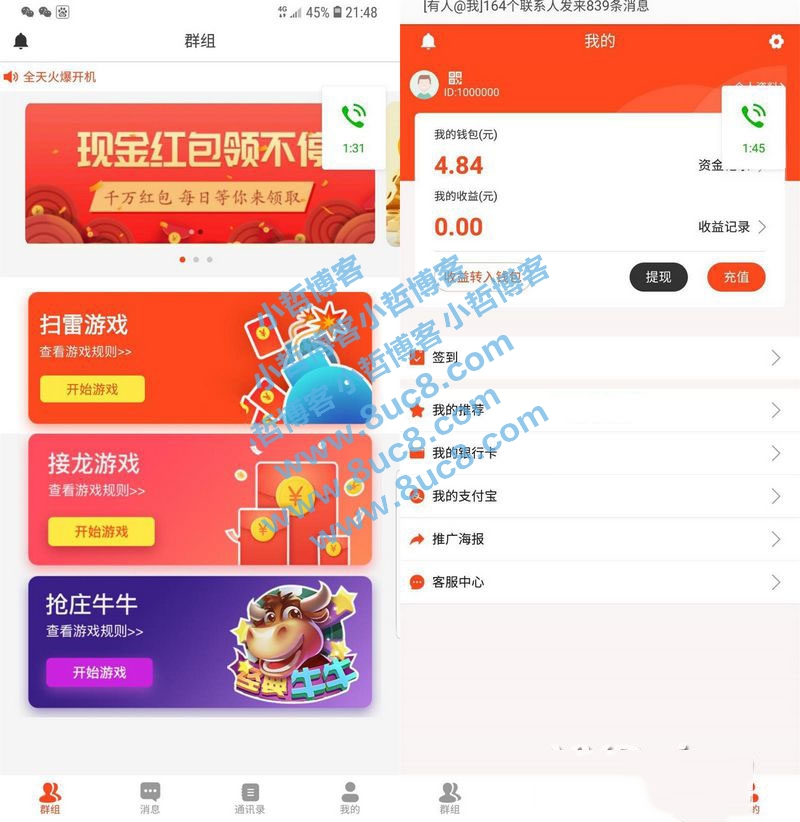 4G 45% 21:48
群组
全天火爆开机
现金红包领不停
千万红包 每日等你来领取
1:31
扫雷游戏
查看游戏规则>>
开始游戏
接龙游戏
查看游戏规则>>
开始游戏
抢庄牛牛
查看游戏规则>>
开始游戏
经典牛牛
群组
消息
通讯录
我的
[有人@我]164个联系人发来839条消息
我的
ID:1000000
个人资料
1:45
我的钱包(元)
4.84
我的收益(元)
0.00
收益记录
收益转入钱包
提现
充值
签到
我的推荐
我的银行卡
我的支付宝
推广海报
客服中心
群组
小哲博客 小哲博客 小哲博客
www.8uc8.com
小哲博客 www.8uc8.com
www.8uc8.com